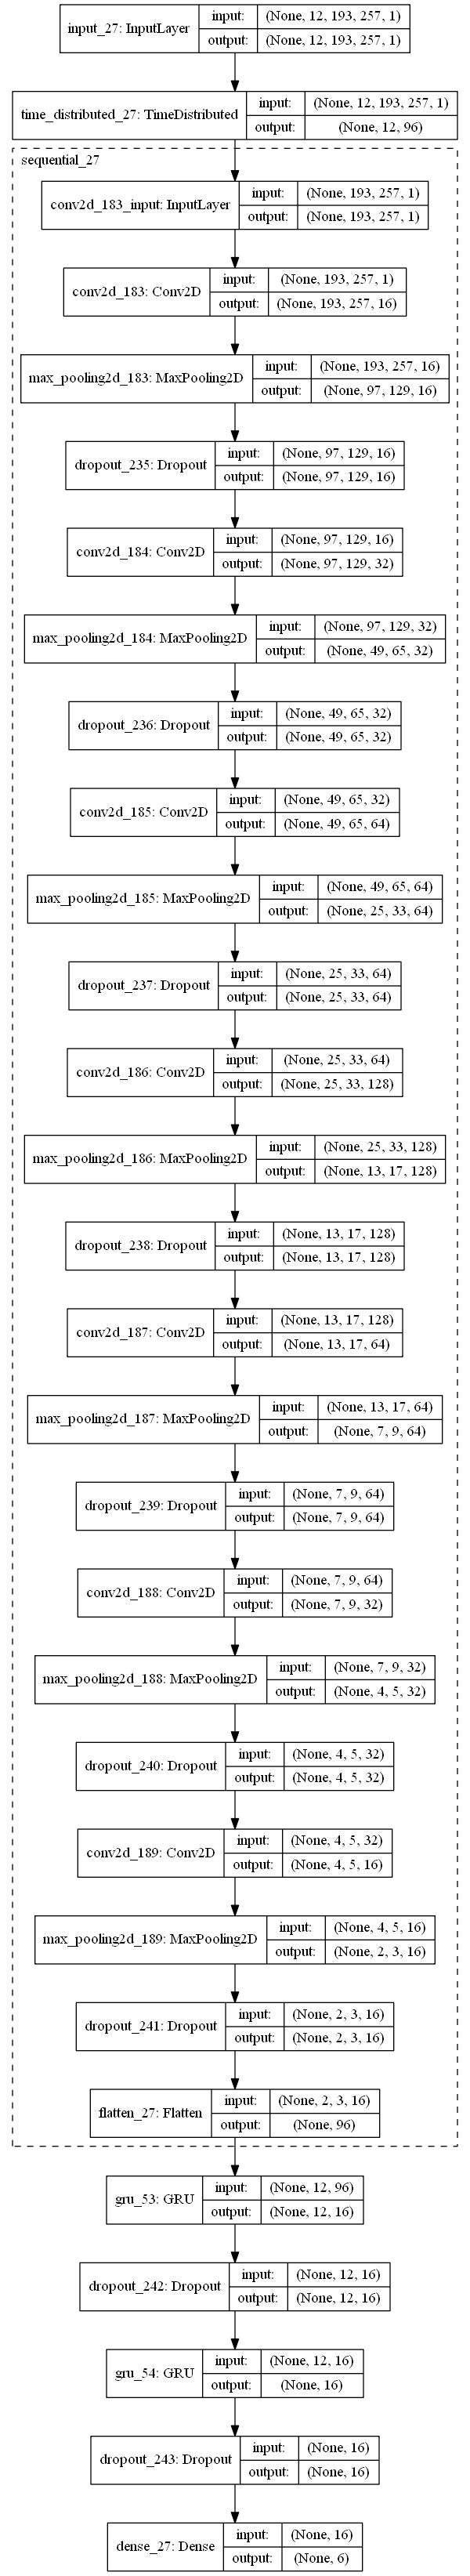 input_27: InputLayer
input: (None, 12, 193, 257, 1)
output: (None, 12, 193, 257, 1)
time_distributed_27: TimeDistributed
input: (None, 12, 193, 257, 1)
output: (None, 12, 96)
sequential_27
conv2d_183_input: InputLayer
input: (None, 193, 257, 1)
output: (None, 193, 257, 1)
conv2d_183: Conv2D
input: (None, 193, 257, 1)
output: (None, 193, 257, 16)
max_pooling2d_183: MaxPooling2D
input: (None, 193, 257, 16)
output: (None, 97, 129, 16)
dropout_235: Dropout
input: (None, 97, 129, 16)
output: (None, 97, 129, 16)
conv2d_184: Conv2D
input: (None, 97, 129, 16)
output: (None, 97, 129, 32)
max_pooling2d_184: MaxPooling2D
input: (None, 97, 129, 32)
output: (None, 49, 65, 32)
dropout_236: Dropout
input: (None, 49, 65, 32)
output: (None, 49, 65, 32)
conv2d_185: Conv2D
input: (None, 49, 65, 32)
output: (None, 49, 65, 64)
max_pooling2d_185: MaxPooling2D
input: (None, 49, 65, 64)
output: (None, 25, 33, 64)
dropout_237: Dropout
input: (None, 25, 33, 64)
output: (None, 25, 33, 64)
conv2d_186: Conv2D
input: (None, 25, 33, 64)
output: (None, 25, 33, 128)
max_pooling2d_186: MaxPooling2D
input: (None, 25, 33, 128)
output: (None, 13, 17, 128)
dropout_238: Dropout
input: (None, 13, 17, 128)
output: (None, 13, 17, 128)
conv2d_187: Conv2D
input: (None, 13, 17, 128)
output: (None, 13, 17, 64)
max_pooling2d_187: MaxPooling2D
input: (None, 13, 17, 64)
output: (None, 7, 9, 64)
dropout_239: Dropout
input: (None, 7, 9, 64)
output: (None, 7, 9, 64)
conv2d_188: Conv2D
input: (None, 7, 9, 64)
output: (None, 7, 9, 32)
max_pooling2d_188: MaxPooling2D
input: (None, 7, 9, 32)
output: (None, 4, 5, 32)
dropout_240: Dropout
input: (None, 4, 5, 32)
output: (None, 4, 5, 32)
conv2d_189: Conv2D
input: (None, 4, 5, 32)
output: (None, 4, 5, 16)
max_pooling2d_189: MaxPooling2D
input: (None, 4, 5, 16)
output: (None, 2, 3, 16)
dropout_241: Dropout
input: (None, 2, 3, 16)
output: (None, 2, 3, 16)
flatten_27: Flatten
input: (None, 2, 3, 16)
output: (None, 96)
gru_53: GRU
input: (None, 12, 96)
output: (None, 12, 16)
dropout_242: Dropout
input: (None, 12, 16)
output: (None, 12, 16)
gru_54: GRU
input: (None, 12, 16)
output: (None, 16)
dropout_243: Dropout
input: (None, 16)
output: (None, 16)
dense_27: Dense
input: (None, 16)
output: (None, 6)